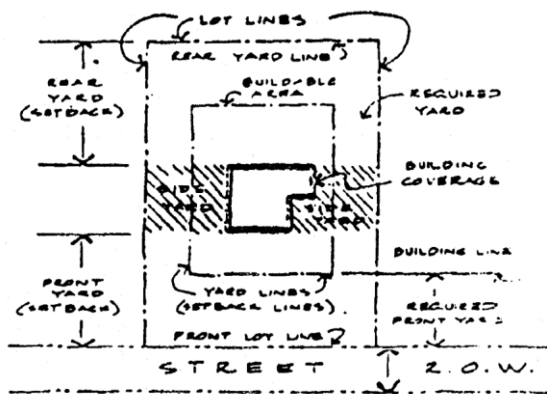 LOT LINES
REAR YARD LINE
REAR
YARD
(SETBACK)
BUILDABLE
AREA
REQUIRED
YARD
BUILDING
COVERAGE
SIDE
YARD
SIDE
YARD
BUILDING LINE
FRONT
YARD
(SETBACK)
YARD LINES
(SETBACK LINES)
REQUIRED
FRONT YARD
FRONT LOT LINE
STREET
R.O.W.